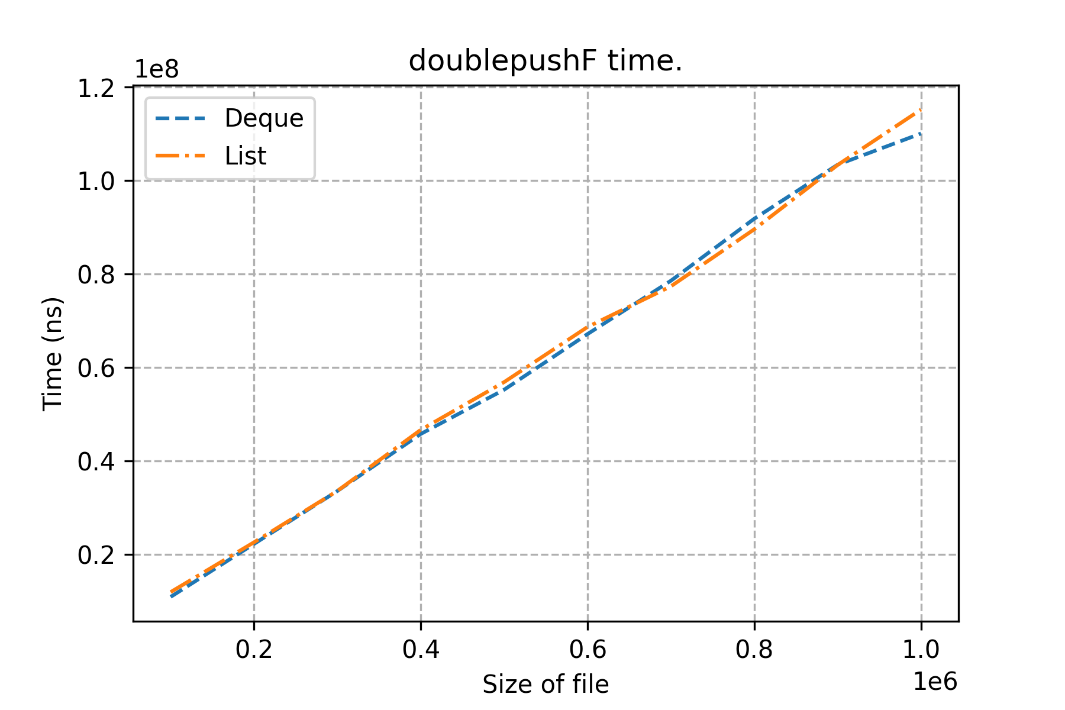 doublepushF time.
1e8
1.2
1.0
0.8
0.6
0.4
0.2
Time (ns)
Deque
List
0.2
0.4
0.6
0.8
1.0
1e6
Size of file